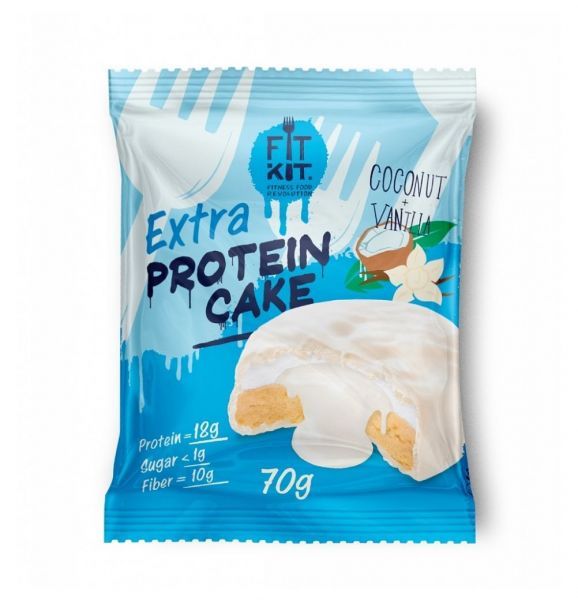 FIT
KIT.
FITNESS FOOD
REVOLUTION
COCONUT
+
VANILLA
Extra
PROTEIN
CAKE
Protein = 18g
Sugar < 1g
Fiber = 10g
70g